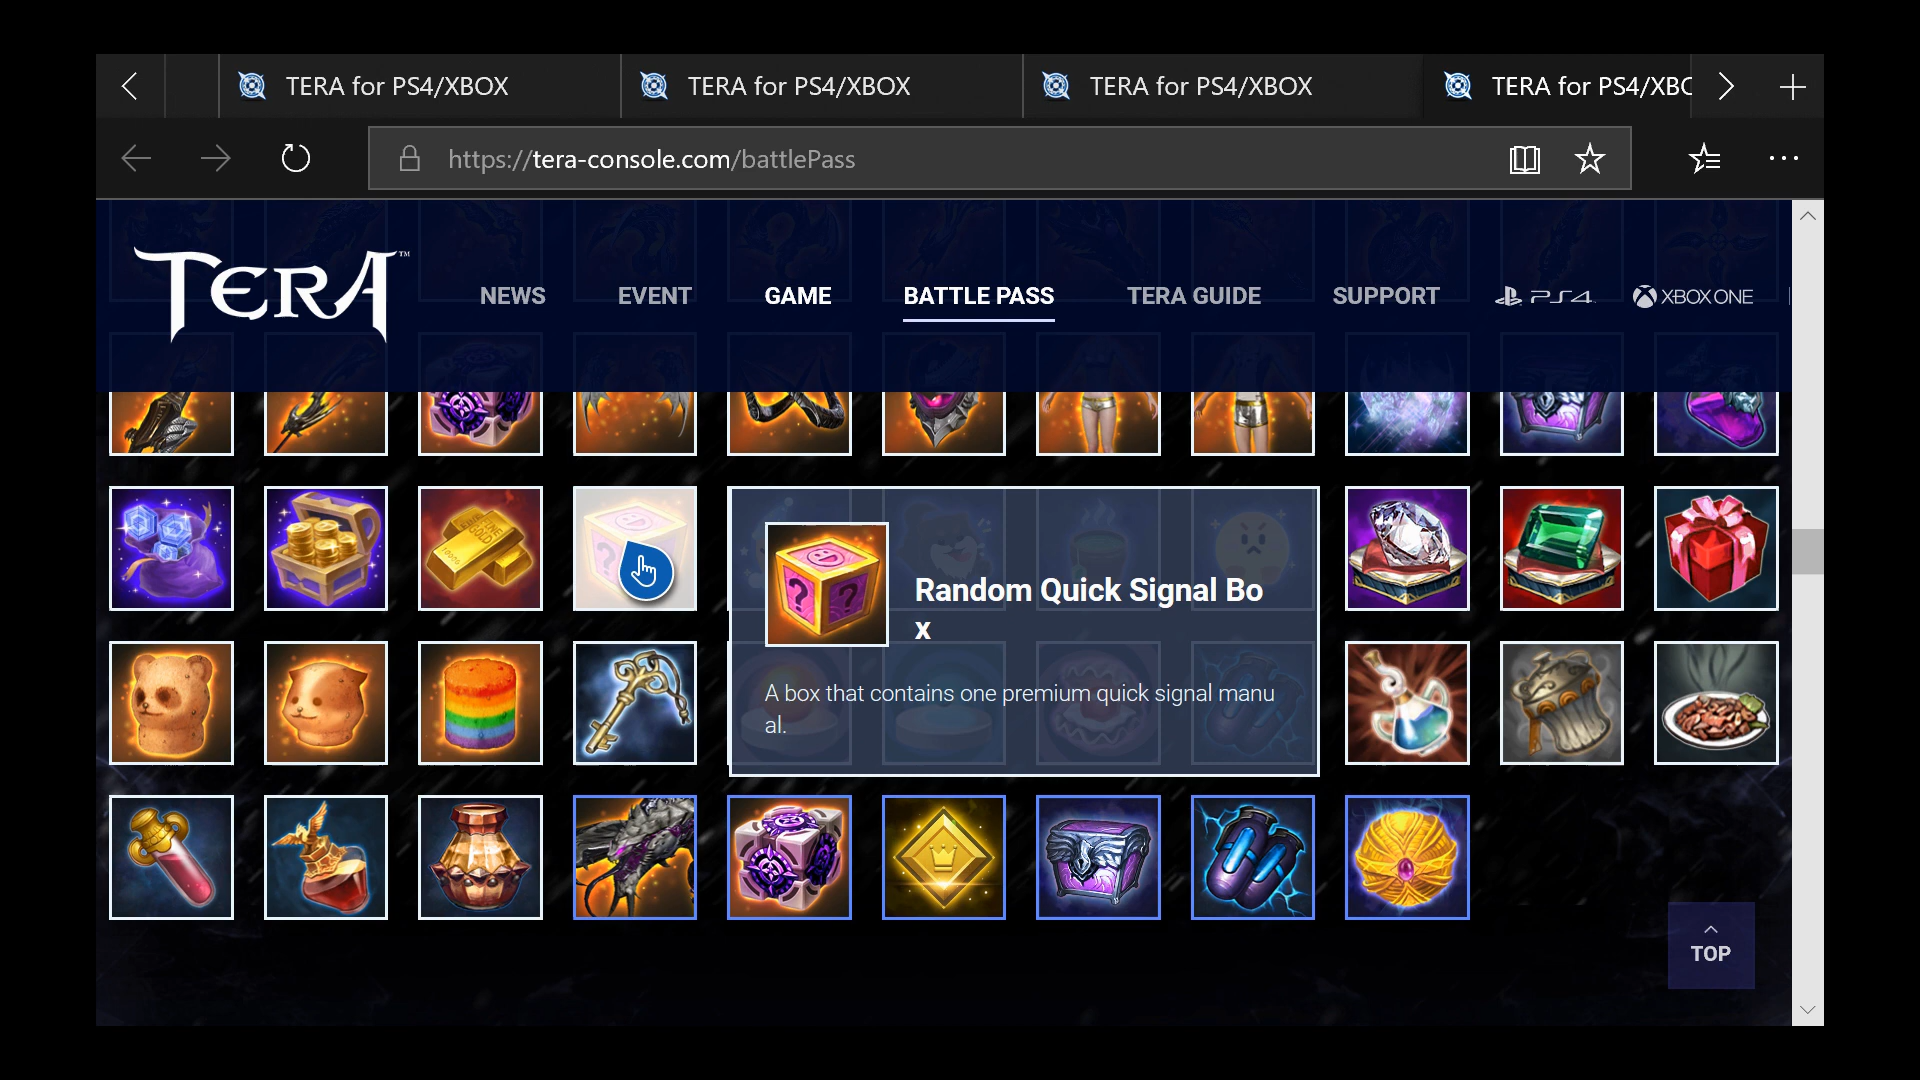 TERA for PS4/XBOX
TERA for PS4/XBOX
TERA for PS4/XBOX
TERA for PS4/XBC
https://tera-console.com/battlePass
TERA™
NEWS
EVENT
GAME
BATTLE PASS
TERA GUIDE
SUPPORT
PS4
XBOX ONE
Random Quick Signal Bo
x
A box that contains one premium quick signal manu
al.
TOP